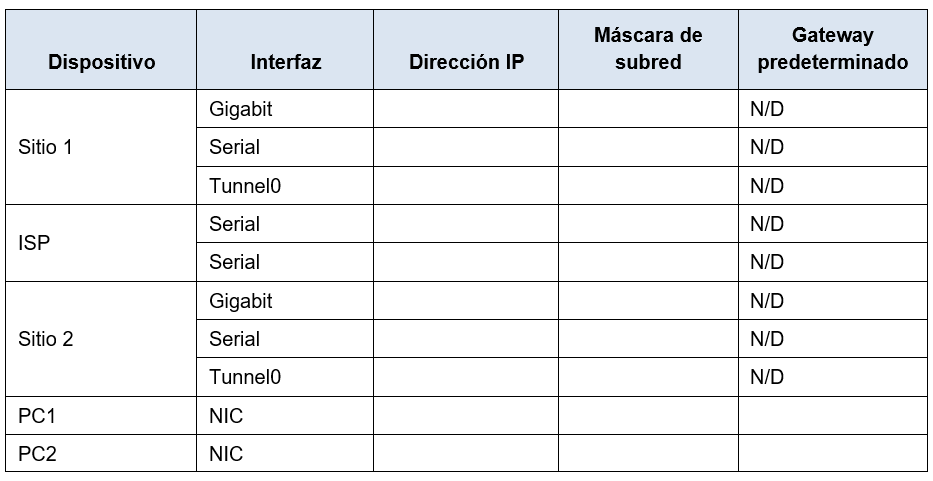 Dispositivo Interfaz Dirección IP Máscara de subred Gateway predeterminado
Sitio 1 Gigabit N/D
Serial N/D
Tunnel0 N/D
ISP Serial N/D
Serial N/D
Sitio 2 Gigabit N/D
Serial N/D
Tunnel0 N/D
PC1 NIC
PC2 NIC